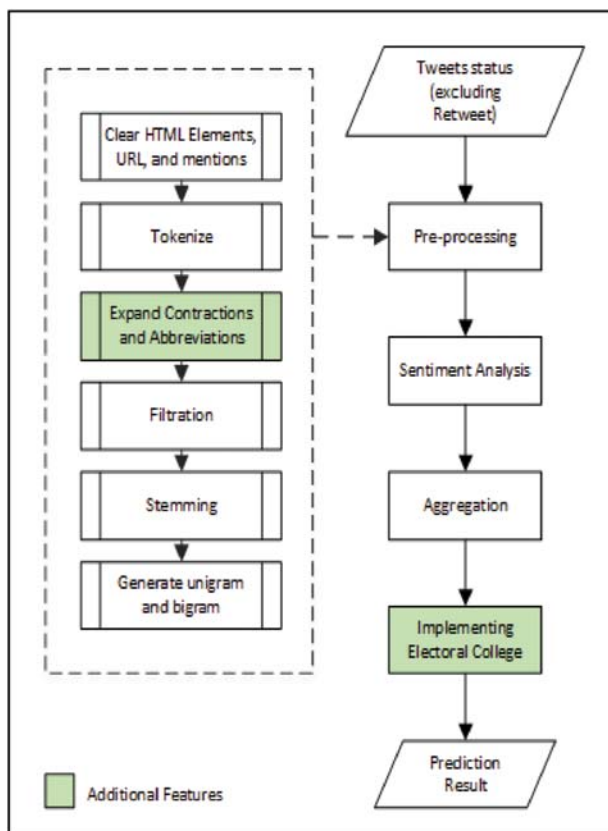 Clear HTML Elements,
URL, and mentions
Tokenize
Expand Contractions
and Abbreviations
Filtration
Stemming
Generate unigram
and bigram
Tweets status
(excluding
Retweet)
Pre-processing
Sentiment Analysis
Aggregation
Implementing
Electoral College
Prediction
Result
Additional Features